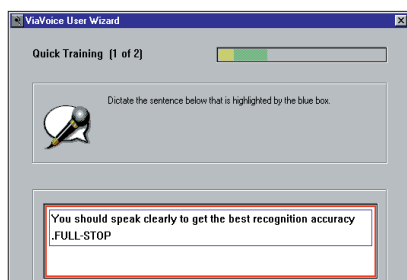 ViaVoice User Wizard
Quick Training (1 of 2)
Dictate the sentence below that is highlighted by the blue box.
You should speak clearly to get the best recognition accuracy
.FULL-STOP